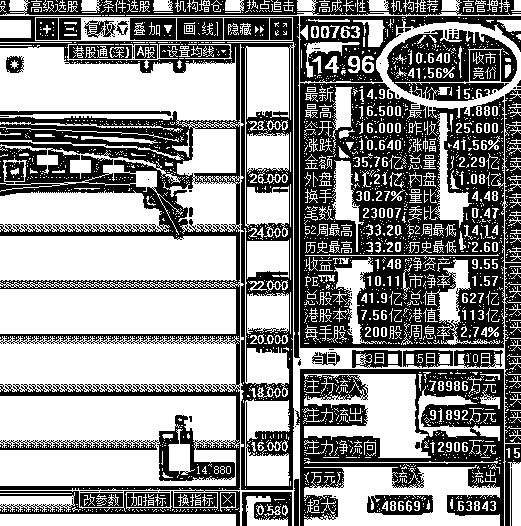 高级选股 条件选股 机构增仓 热点追击 高成长性 机构推荐 高管增持
复权 叠加 画线 隐藏
港股通(深) A股 设置均线
00763 中兴通讯
14.960
10.640
41.56%
收市
竞价
最新 14.960 均价 15.630
最高 16.500 最低 14.880
今开 16.000 昨收 25.600
涨跌 10.640 涨幅 -41.56%
金额 35.76亿 总量 2.29亿
外盘 1.21亿 内盘 1.08亿
换手 30.27% 量比 4.48
笔数 23007 委比 0.47
52周最高 33.20 52周最低 14.14
历史最高 33.20 历史最低 2.60
收益 1.48 净资产 9.55
PE 10.11 市净率 1.57
总股本 41.9亿 总值 627亿
港股本 7.56亿 港值 113亿
每手股 200股 周息率 2.74%
当日 3日 5日 10日
主力流入 78986万元
主力流出 91892万元
主力净流向 12906万元
(万元) 流入 流出
超大 48669 63843
28.000
26.000
24.000
22.000
20.000
18.000
16.000
14.880
改参数 加指标 换指标
0.580